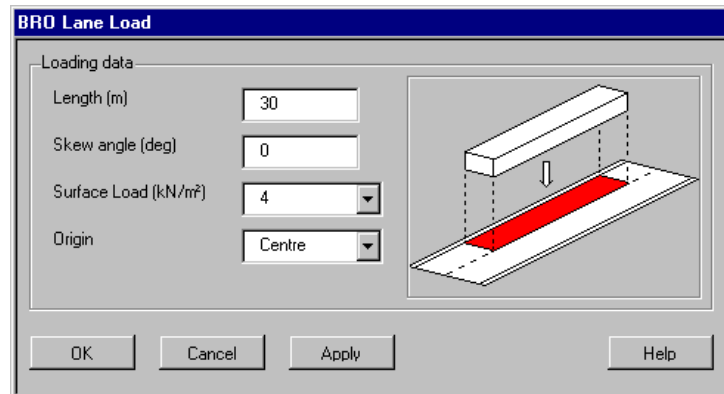 BRO Lane Load
Loading data
Length (m) 30
Skew angle (deg) 0
Surface Load (kN/m²) 4
Origin Centre
OK Cancel Apply Help